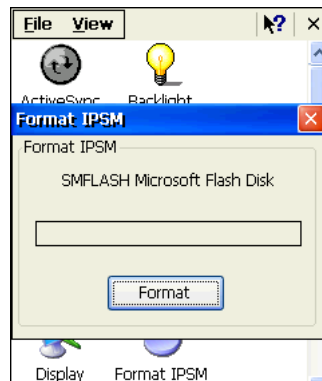 File View ?
ActiveSync Backlight
Format IPSM
Format IPSM
SMFLASH Microsoft Flash Disk
Format
Display Format IPSM